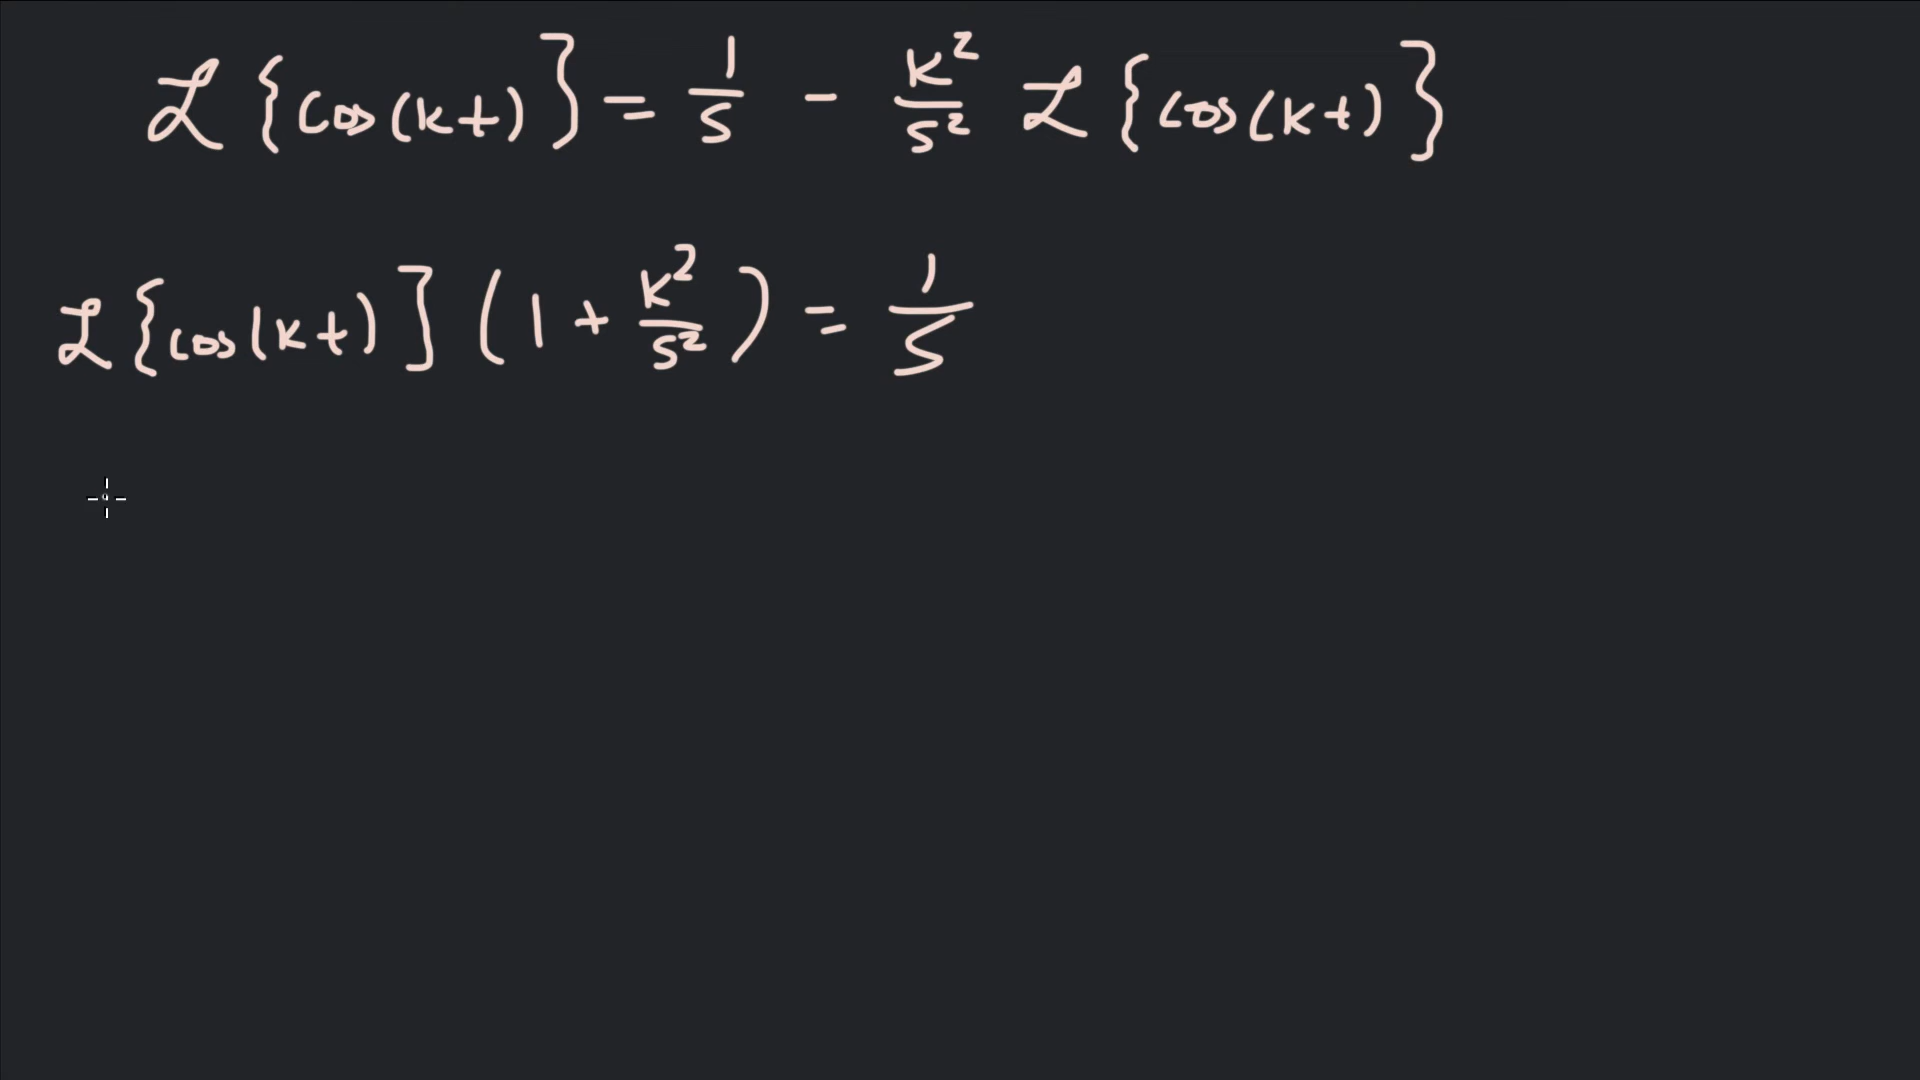 ℒ{cos(kt)} = 1/s - k²/s² ℒ{cos(kt)}
ℒ{cos(kt)} (1 + k²/s²) = 1/s